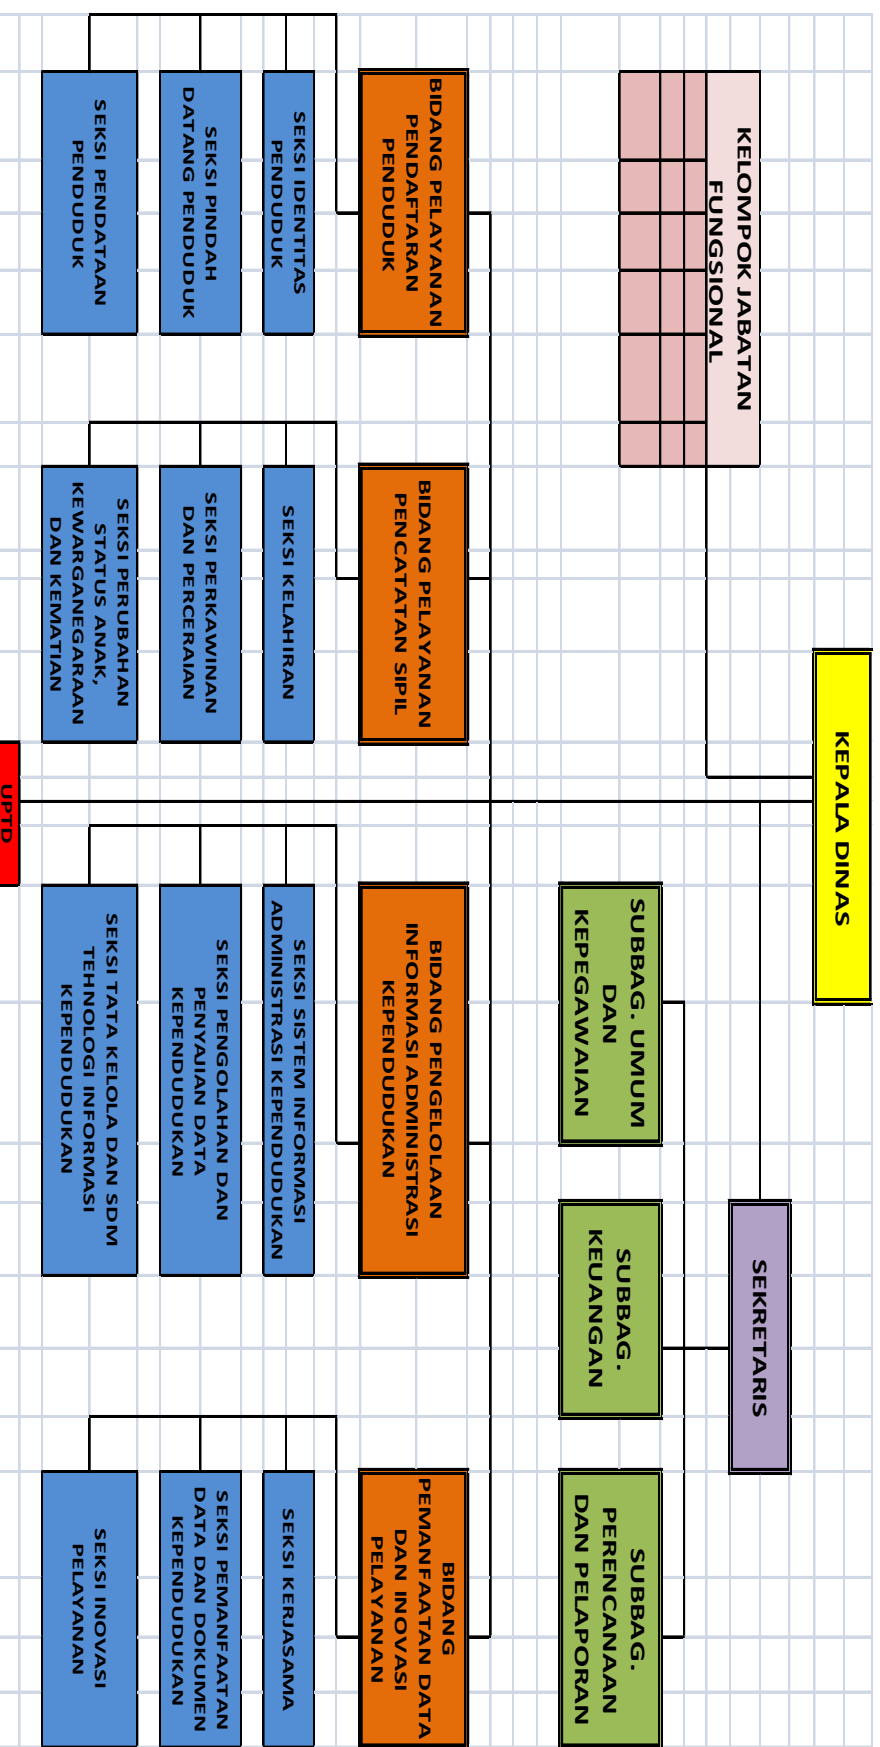 KEPALA DINAS
KELOMPOK JABATAN
FUNGSIONAL
SEKRETARIS
SUBBAG. UMUM
DAN
KEPEGAWAIAN
SUBBAG.
KEUANGAN
SUBBAG.
PERENCANAAN
DAN PELAPORAN
BIDANG PELAYANAN
PENDAFTARAN
PENDUDUK
BIDANG PELAYANAN
PENCATATAN SIPIL
BIDANG PENGELOLAAN
INFORMASI ADMINISTRASI
KEPENDUDUKAN
BIDANG
PEMANFAATAN DATA
DAN INOVASI
PELAYANAN
SEKSI IDENTITAS
PENDUDUK
SEKSI KELAHIRAN
SEKSI SISTEM INFORMASI
ADMINISTRASI KEPENDUDUKAN
SEKSI KERJASAMA
SEKSI PINDAH
DATANG PENDUDUK
SEKSI PERKAWINAN
DAN PERCERAIAN
SEKSI PENGOLAHAN DAN
PENYAJIAN DATA
KEPENDUDUKAN
SEKSI PEMANFAATAN
DATA DAN DOKUMEN
KEPENDUDUKAN
SEKSI PENDATAAN
PENDUDUK
SEKSI PERUBAHAN
STATUS ANAK,
KEWARGANEGARAAN
DAN KEMATIAN
SEKSI TATA KELOLA DAN SDM
TEHNOLOGI INFORMASI
KEPENDUDUKAN
SEKSI INOVASI
PELAYANAN
UPTD